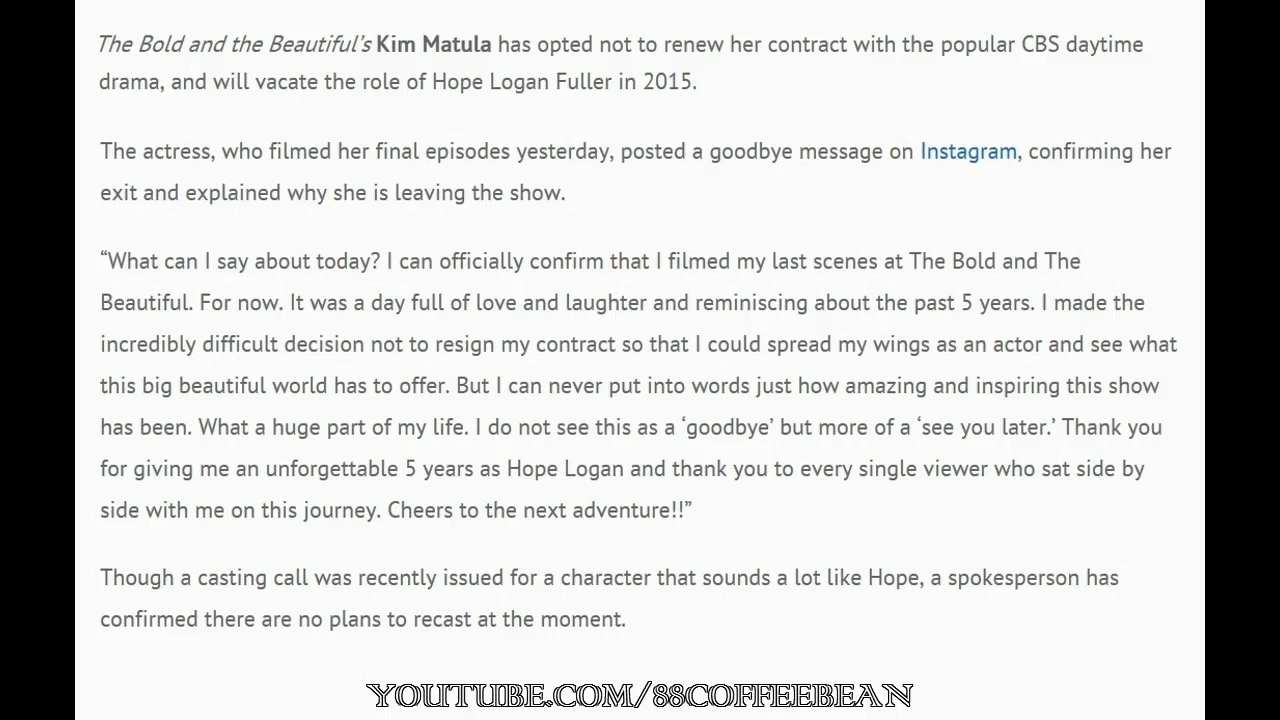 The Bold and the Beautiful's Kim Matula has opted not to renew her contract with the popular CBS daytime
drama, and will vacate the role of Hope Logan Fuller in 2015.
The actress, who filmed her final episodes yesterday, posted a goodbye message on Instagram, confirming her
exit and explained why she is leaving the show.
“What can I say about today? I can officially confirm that I filmed my last scenes at The Bold and The
Beautiful. For now. It was a day full of love and laughter and reminiscing about the past 5 years. I made the
incredibly difficult decision not to resign my contract so that I could spread my wings as an actor and see what
this big beautiful world has to offer. But I can never put into words just how amazing and inspiring this show
has been. What a huge part of my life. I do not see this as a ‘goodbye’ but more of a ‘see you later.’ Thank you
for giving me an unforgettable 5 years as Hope Logan and thank you to every single viewer who sat side by
side with me on this journey. Cheers to the next adventure!!”
Though a casting call was recently issued for a character that sounds a lot like Hope, a spokesperson has
confirmed there are no plans to recast at the moment.
YOUTUBE.COM/88COFFEEBEAN